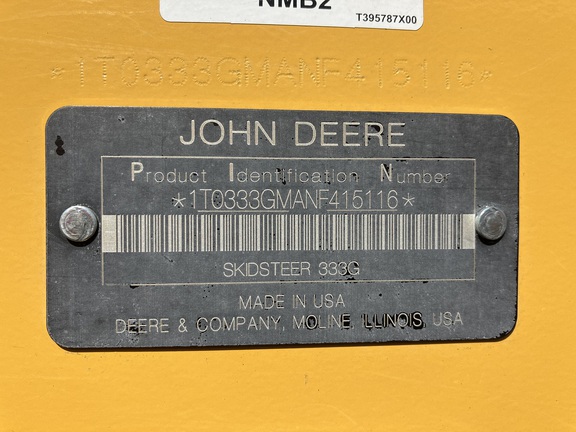 NMB2
T395787X00
*1T0333GMANF415116*
JOHN DEERE
Product Identification Number
*1T0333GMANF415116*
SKIDSTEER 333G
MADE IN USA
DEERE & COMPANY, MOLINE, ILLINOIS, USA